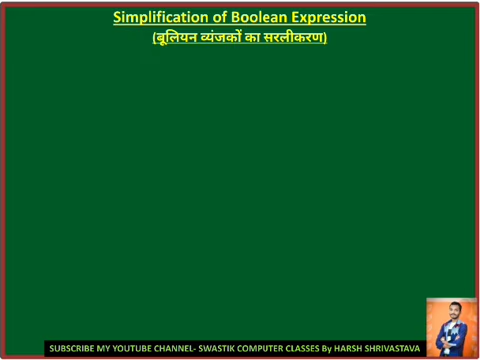 Simplification of Boolean Expression
(बूलियन व्यंजकों का सरलीकरण)
SUBSCRIBE MY YOUTUBE CHANNEL- SWASTIK COMPUTER CLASSES By HARSH SHRIVASTAVA